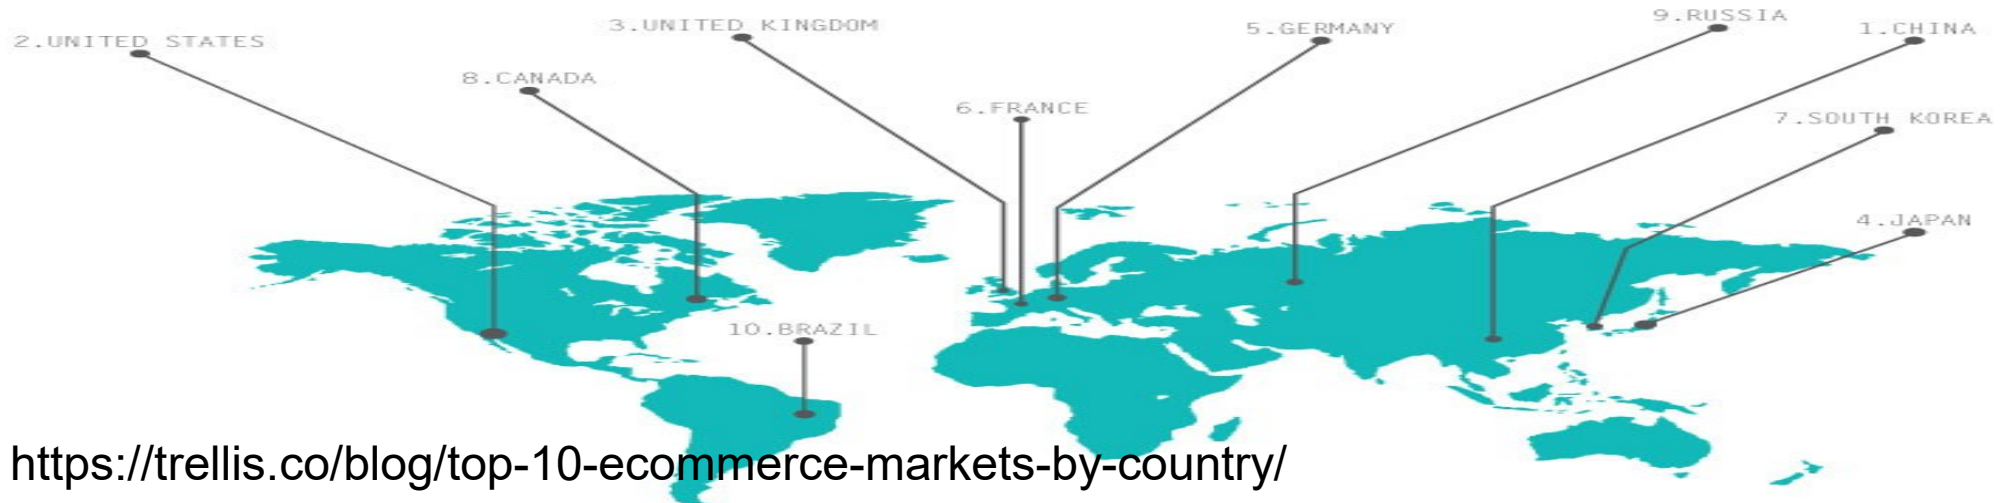 9.RUSSIA
3.UNITED KINGDOM
5.GERMANY
1.CHINA
2.UNITED STATES
8.CANADA
6.FRANCE
7.SOUTH KOREA
4.JAPAN
10.BRAZIL
https://trellis.co/blog/top-10-ecommerce-markets-by-country/